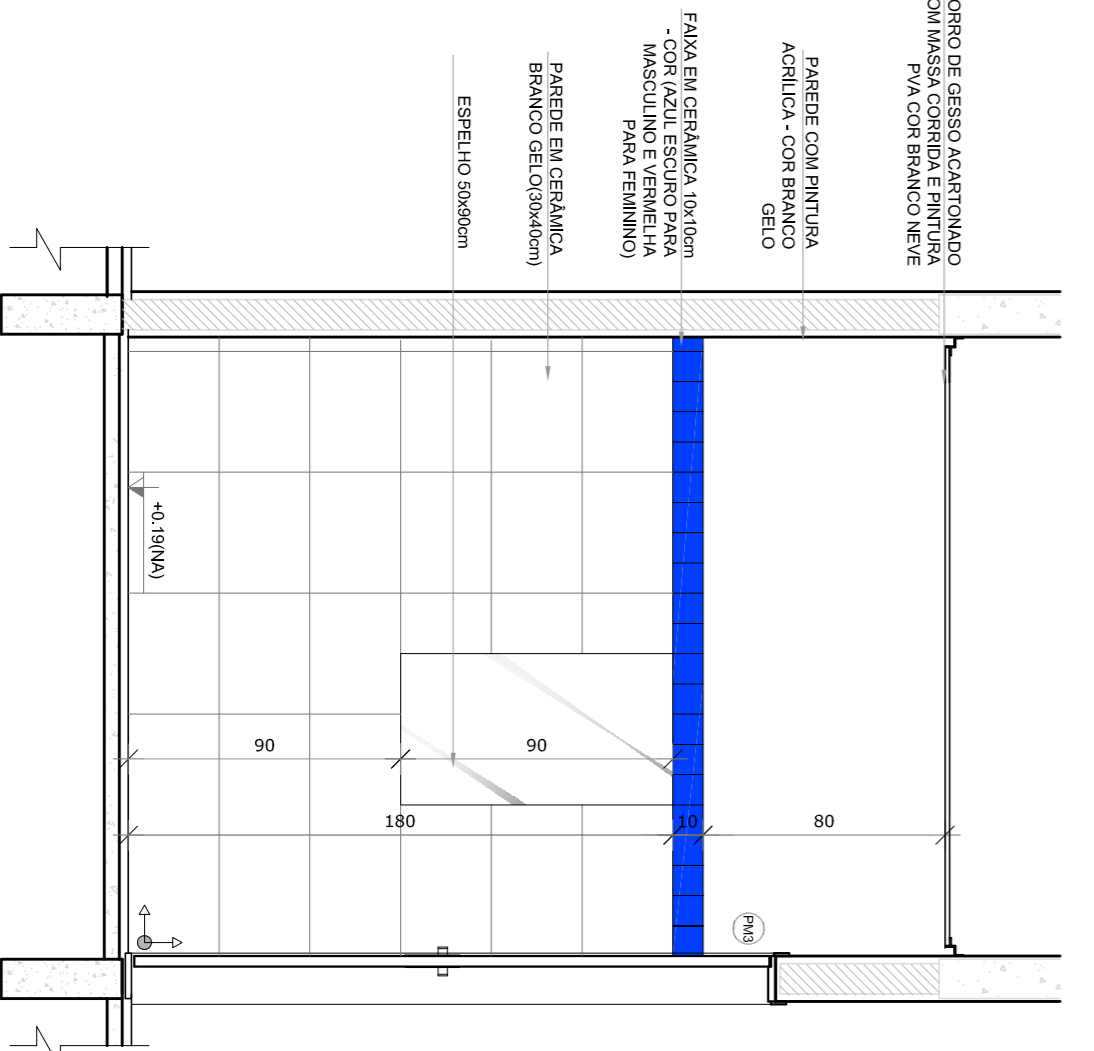 ORRO DE GESSO ACARTONADO
OM MASSA CORRIDA E PINTURA
PVA COR BRANCO NEVE
PAREDE COM PINTURA
ACRÍLICA - COR BRANCO
GELO
FAIXA EM CERÂMICA 10x10cm
- COR (AZUL ESCURO PARA
MASCULINO E VERMELHA
PARA FEMININO)
PAREDE EM CERÂMICA
BRANCO GELO(30x40cm)
ESPELHO 50x90cm
+0.19(NA)
90
90
180
10
80
PM3